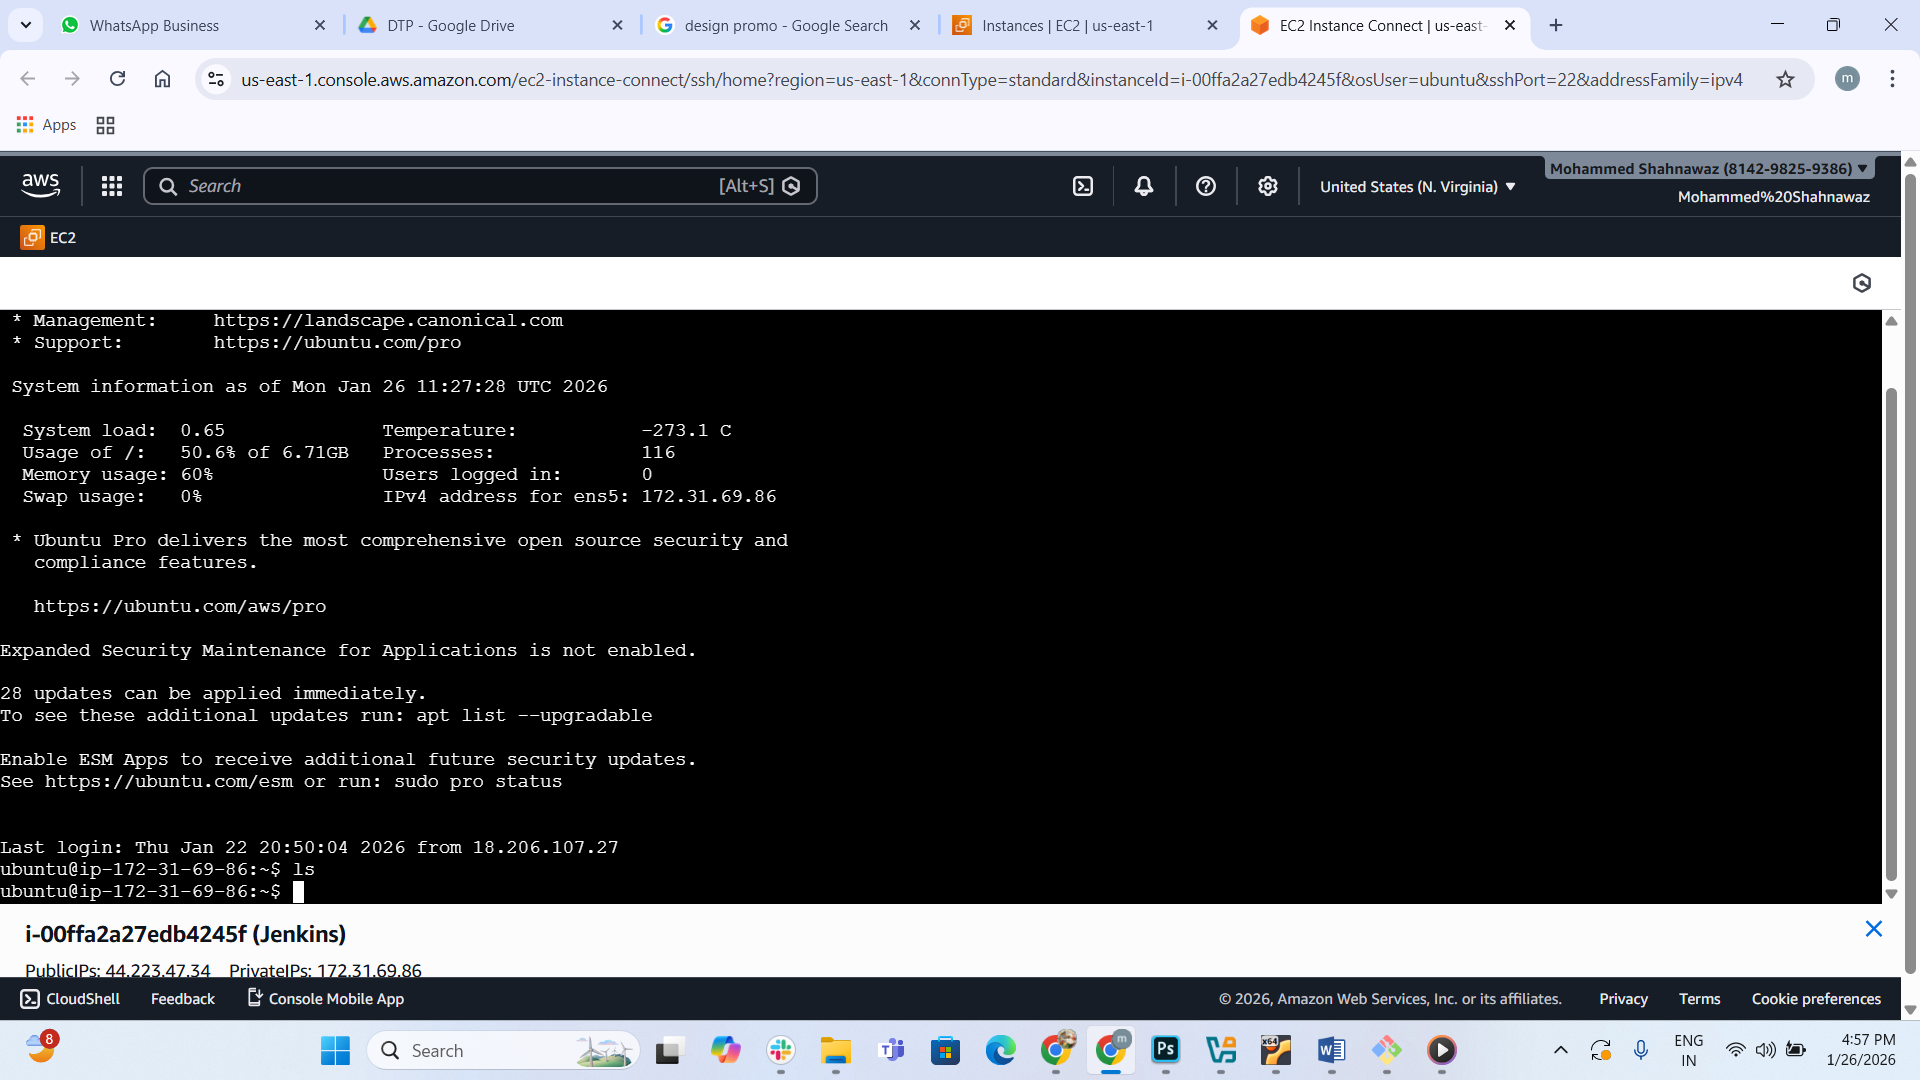 WhatsApp Business
DTP - Google Drive
design promo - Google Search
Instances | EC2 | us-east-1
EC2 Instance Connect | us-east-
us-east-1.console.aws.amazon.com/ec2-instance-connect/ssh/home?region=us-east-1&connType=standard&instanceId=i-00ffa2a27edb4245f&osUser=ubuntu&sshPort=22&addressFamily=ipv4
m
Apps
aws
Search [Alt+S]
United States (N. Virginia)
Mohammed Shahnawaz (8142-9825-9386)
Mohammed%20Shahnawaz
EC2
* Management: https://landscape.canonical.com
* Support: https://ubuntu.com/pro
System information as of Mon Jan 26 11:27:28 UTC 2026
System load: 0.65 Temperature: -273.1 C
Usage of /: 50.6% of 6.71GB Processes: 116
Memory usage: 60% Users logged in: 0
Swap usage: 0% IPv4 address for ens5: 172.31.69.86
* Ubuntu Pro delivers the most comprehensive open source security and
compliance features.
https://ubuntu.com/aws/pro
Expanded Security Maintenance for Applications is not enabled.
28 updates can be applied immediately.
To see these additional updates run: apt list --upgradable
Enable ESM Apps to receive additional future security updates.
See https://ubuntu.com/esm or run: sudo pro status
Last login: Thu Jan 22 20:50:04 2026 from 18.206.107.27
ubuntu@ip-172-31-69-86:~$ ls
ubuntu@ip-172-31-69-86:~$
i-00ffa2a27edb4245f (Jenkins)
PublicIPs: 44.223.47.34 PrivateIPs: 172.31.69.86
CloudShell Feedback Console Mobile App © 2026, Amazon Web Services, Inc. or its affiliates. Privacy Terms Cookie preferences
8
Search
m
Ps
x64
ENG
IN
4:57 PM
1/26/2026